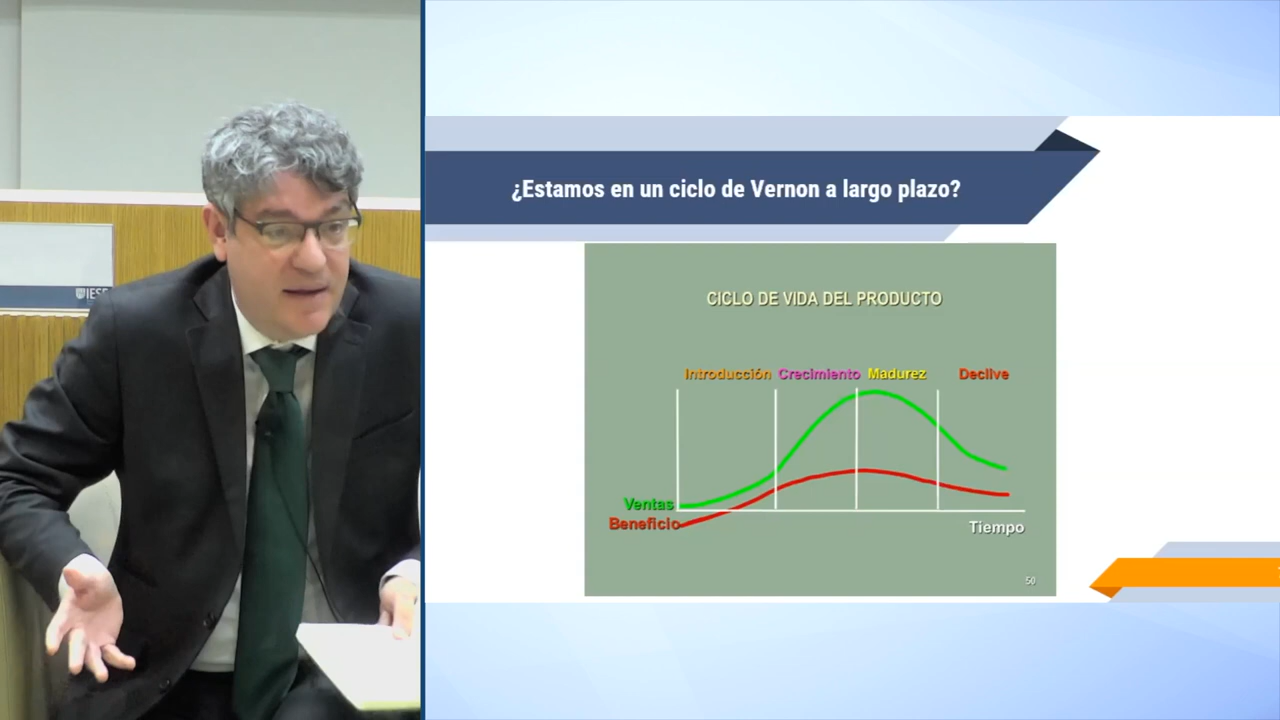 IESE
¿Estamos en un ciclo de Vernon a largo plazo?
CICLO DE VIDA DEL PRODUCTO
Introducción Crecimiento Madurez Declive
Ventas
Beneficio
Tiempo
50